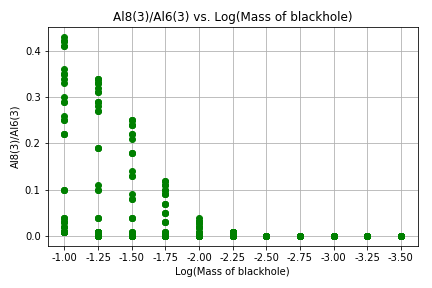 Al8(3)/Al6(3) vs. Log(Mass of blackhole)
Al8(3)/Al6(3)
0.4
0.3
0.2
0.1
0.0
-1.00 -1.25 -1.50 -1.75 -2.00 -2.25 -2.50 -2.75 -3.00 -3.25 -3.50
Log(Mass of blackhole)